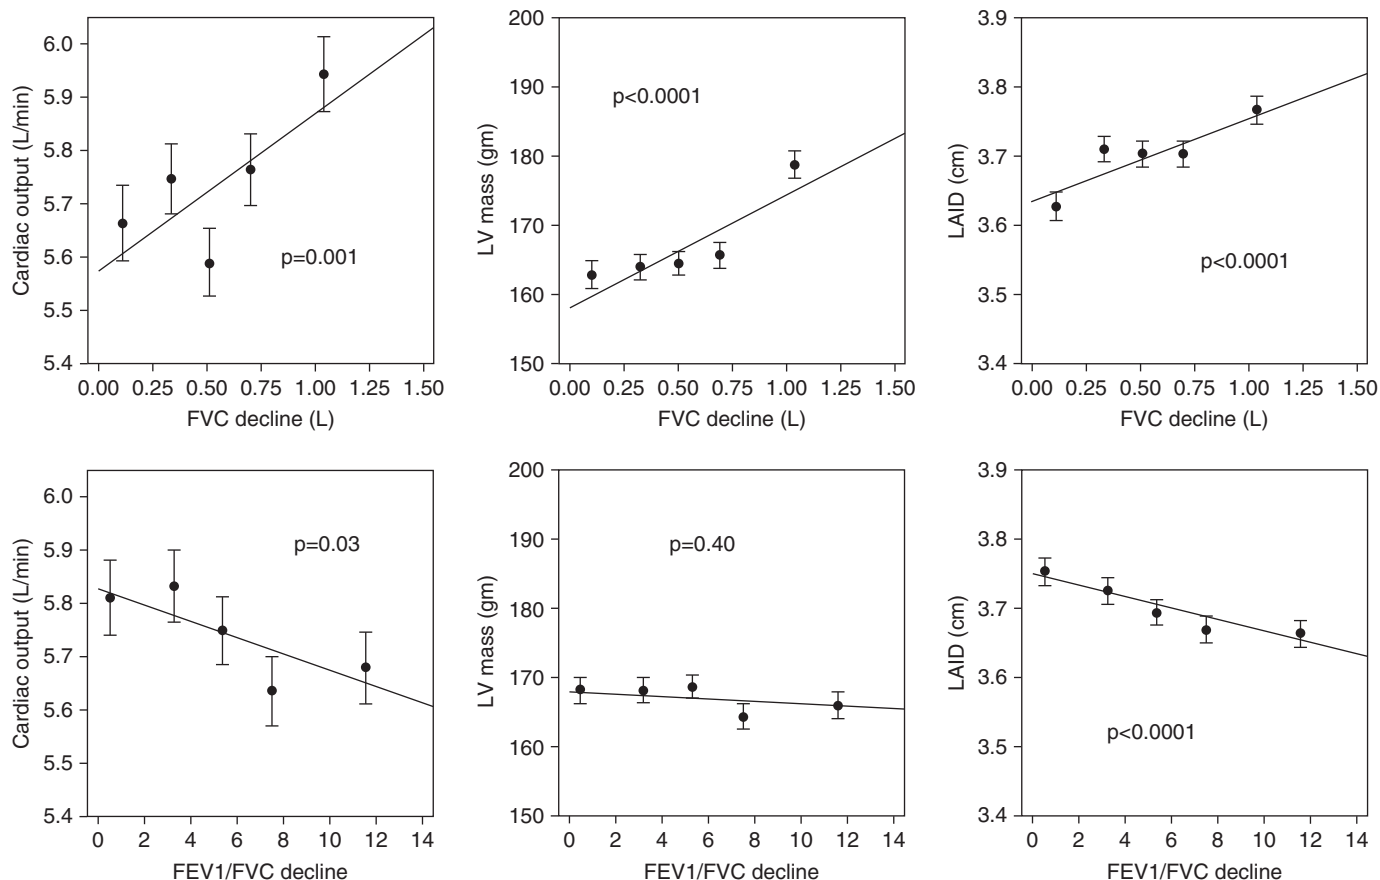 Cardiac output (L/min)
6.0
5.9
5.8
5.7
5.6
5.5
5.4
p=0.001
0.00 0.25 0.50 0.75 1.00 1.25 1.50
FVC decline (L)
LV mass (gm)
200
190
180
170
160
150
p<0.0001
0.00 0.25 0.50 0.75 1.00 1.25 1.50
FVC decline (L)
LAID (cm)
3.9
3.8
3.7
3.6
3.5
3.4
p<0.0001
0.00 0.25 0.50 0.75 1.00 1.25 1.50
FVC decline (L)
Cardiac output (L/min)
6.0
5.9
5.8
5.7
5.6
5.5
5.4
p=0.03
0 2 4 6 8 10 12 14
FEV1/FVC decline
LV mass (gm)
200
190
180
170
160
150
p=0.40
0 2 4 6 8 10 12 14
FEV1/FVC decline
LAID (cm)
3.9
3.8
3.7
3.6
3.5
3.4
p<0.0001
0 2 4 6 8 10 12 14
FEV1/FVC decline